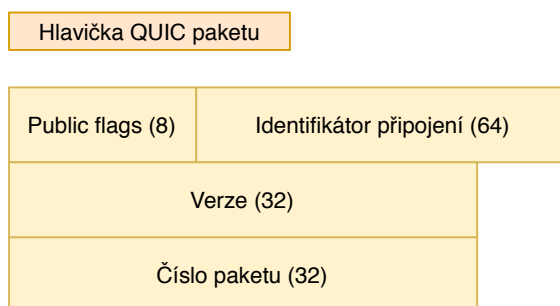 Hlavička QUIC paketu
Public flags (8)
Identifikátor připojení (64)
Verze (32)
Číslo paketu (32)